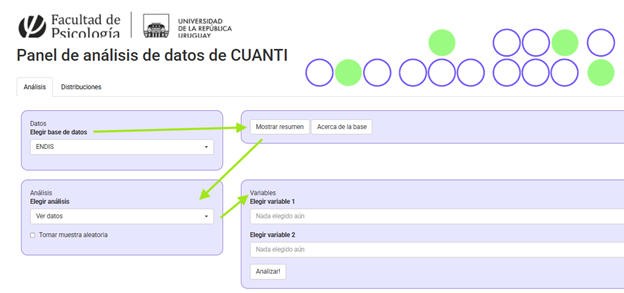 Facultad de
Psicología
UNIVERSIDAD
DE LA REPÚBLICA
URUGUAY
Panel de análisis de datos de CUANTI
Análisis
Distribuciones
Datos
Elegir base de datos
ENDIS
Mostrar resumen
Acerca de la base
Análisis
Elegir análisis
Ver datos
Tomar muestra aleatoria
Variables
Elegir variable 1
Nada elegido aún
Elegir variable 2
Nada elegido aún
Analizar!